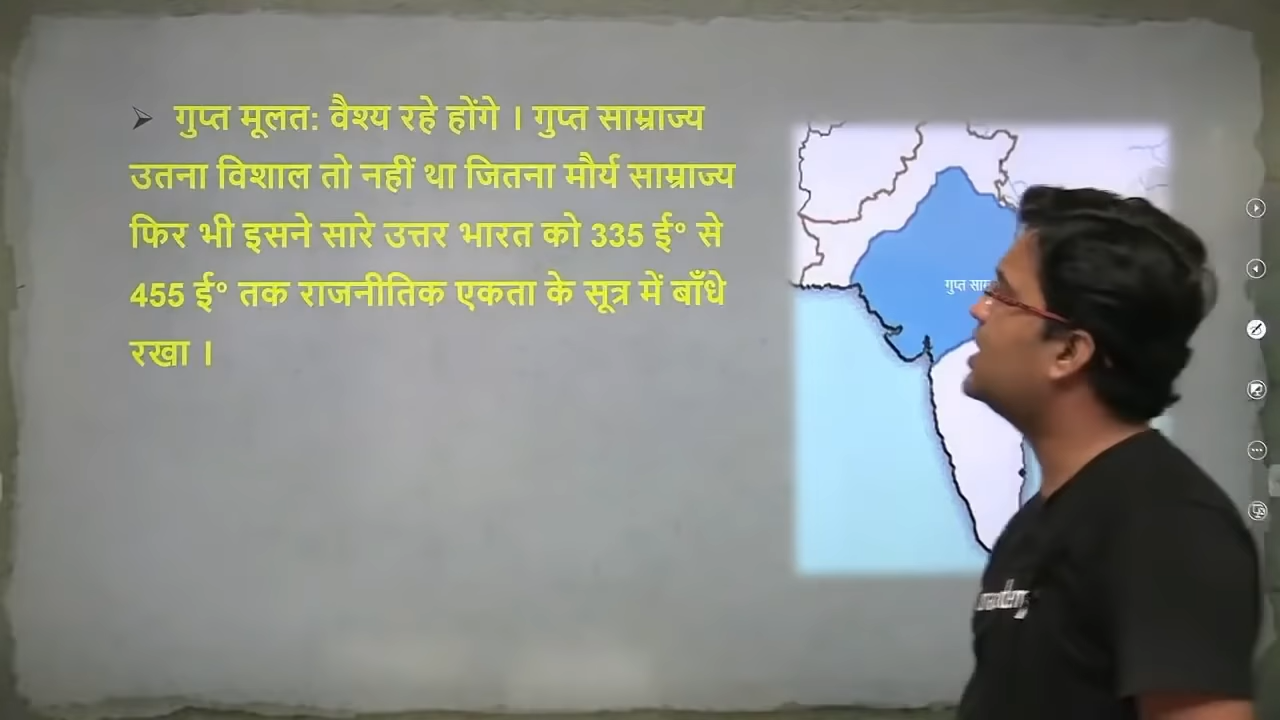 ➢ गुप्त मूलत: वैश्य रहे होंगे । गुप्त साम्राज्य
उतना विशाल तो नहीं था जितना मौर्य साम्राज्य
फिर भी इसने सारे उत्तर भारत को 335 ई° से
455 ई° तक राजनीतिक एकता के सूत्र में बाँधे
रखा ।
गुप्त